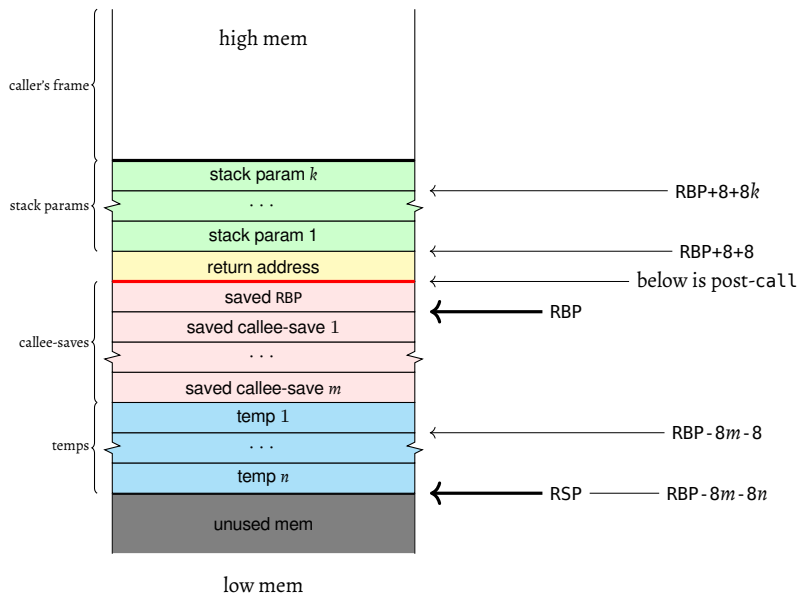 high mem
caller's frame
stack param k
RBP+8+8k
stack params
· · ·
stack param 1
RBP+8+8
return address
below is post-call
saved RBP
RBP
saved callee-save 1
callee-saves
· · ·
saved callee-save m
temp 1
RBP-8m-8
temps
· · ·
temp n
RSP
RBP-8m-8n
unused mem
low mem